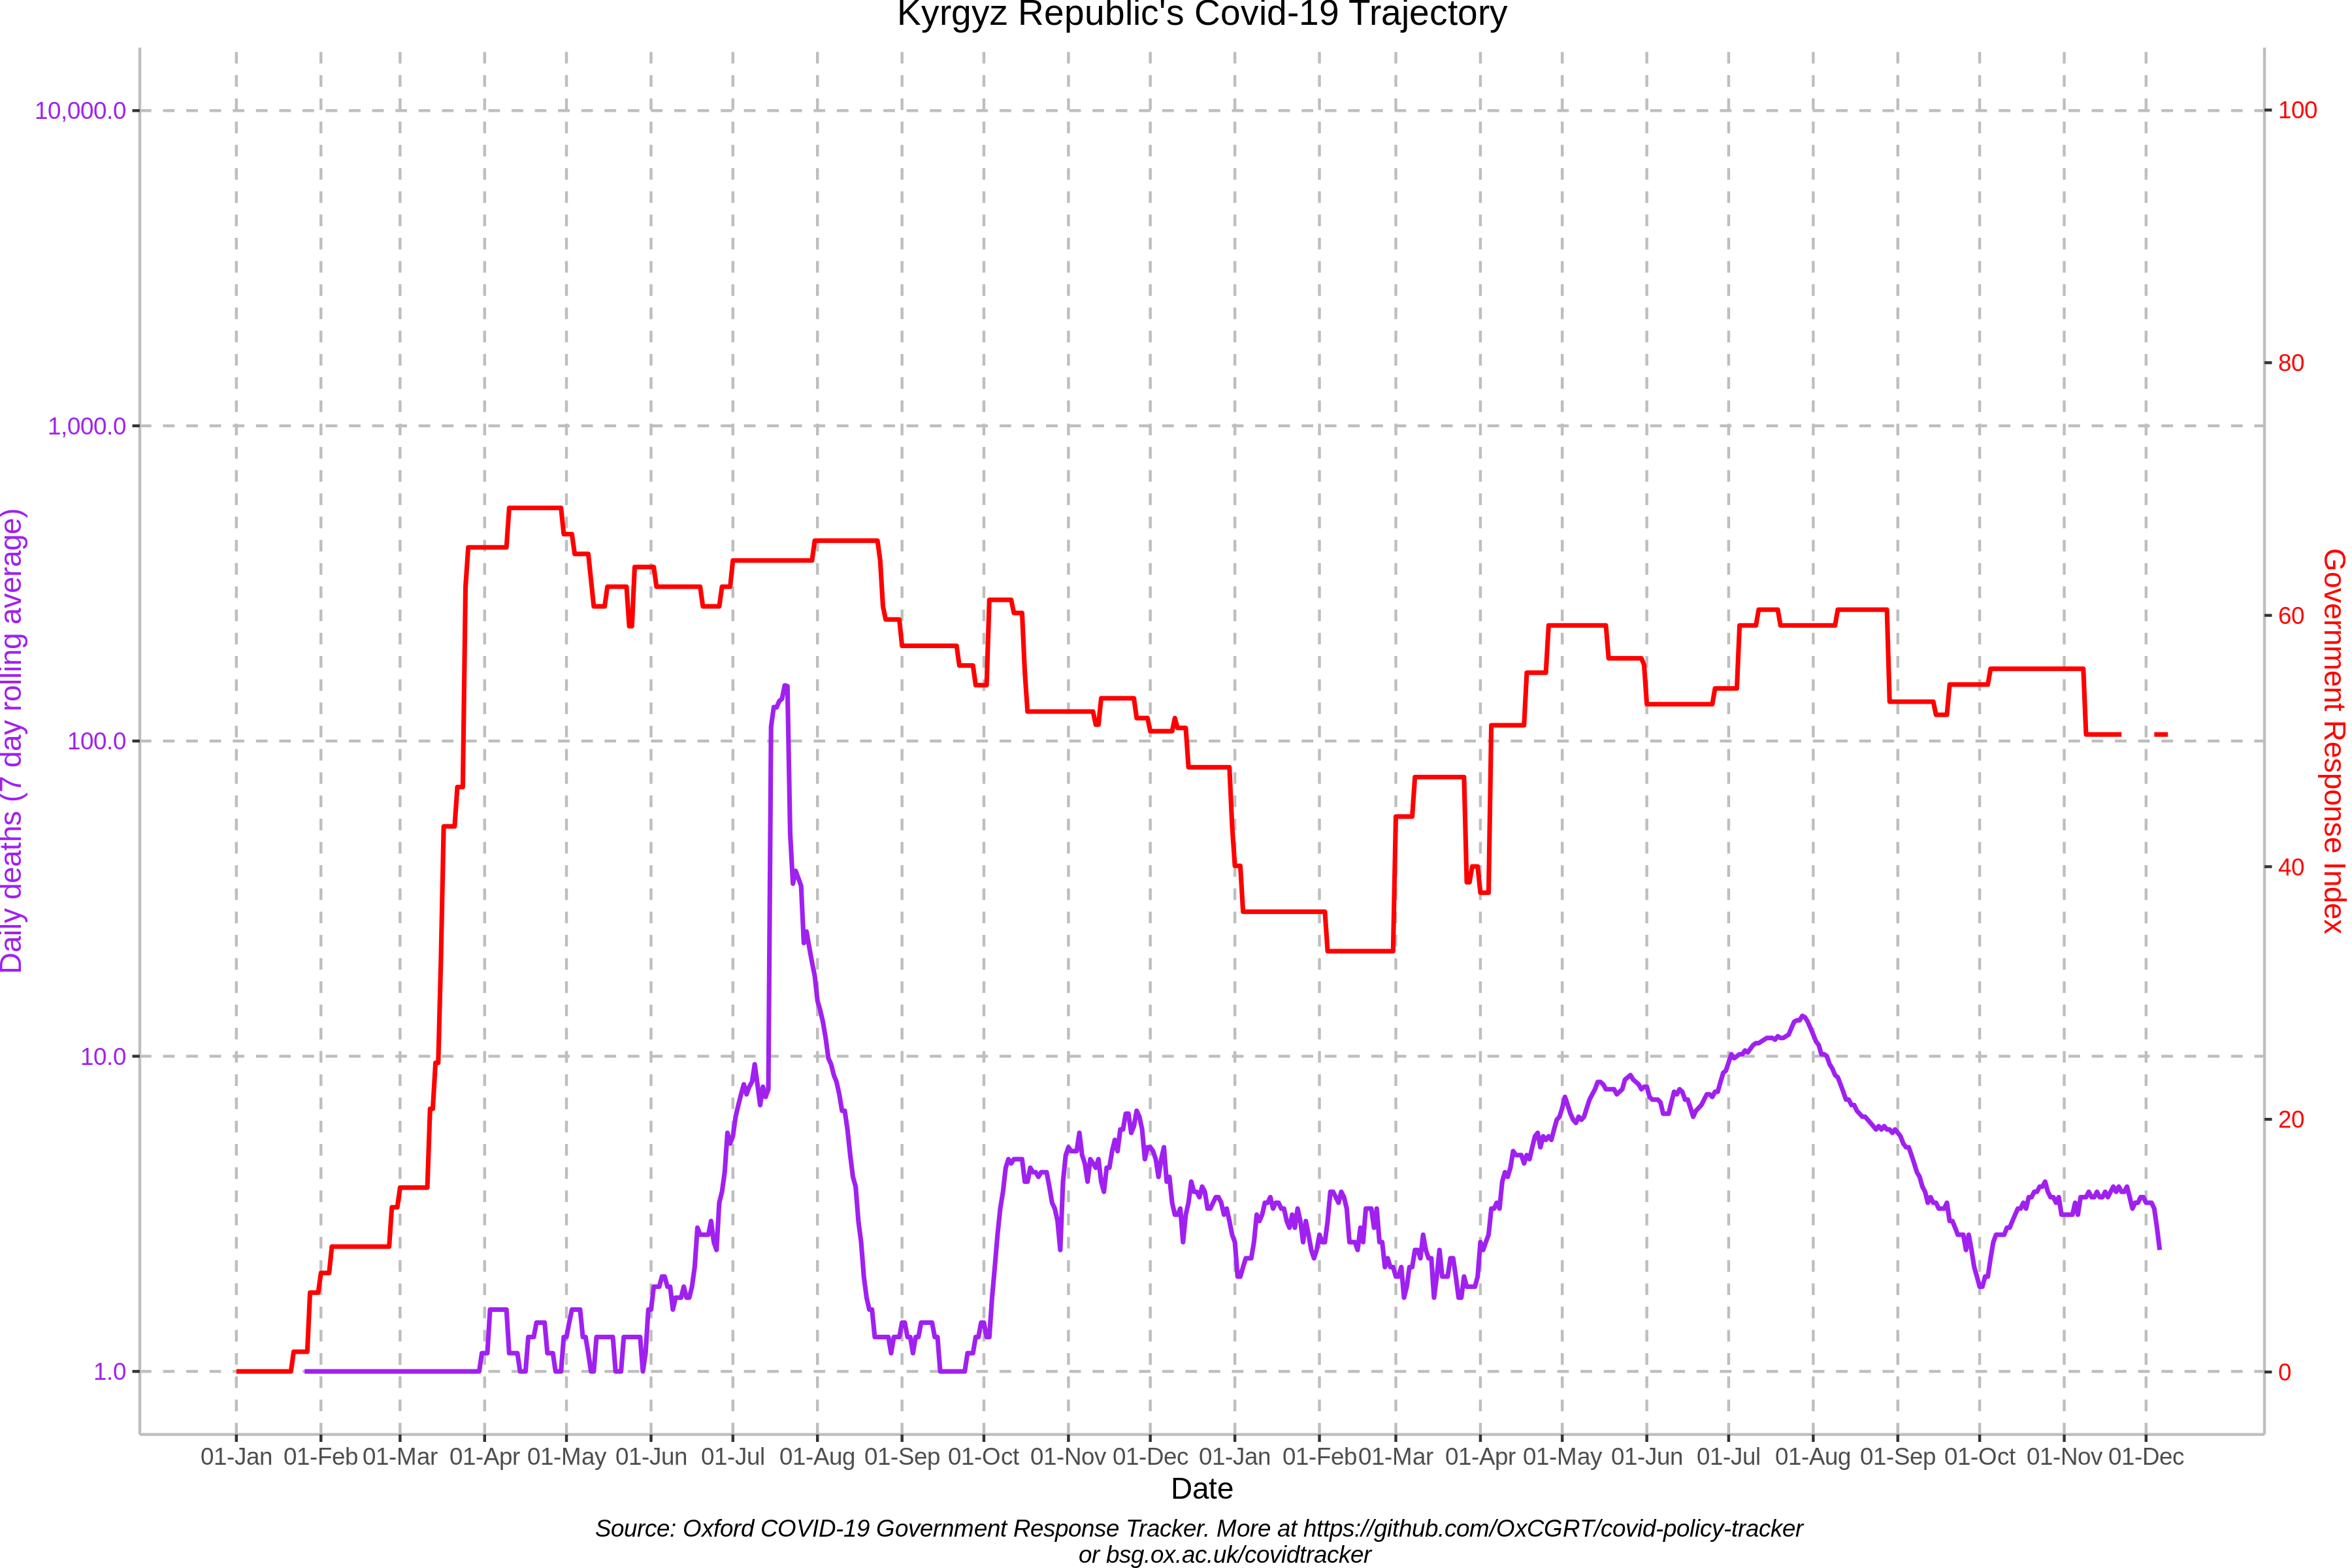 Kyrgyz Republic's Covid-19 Trajectory
10,000.0
1,000.0
100.0
10.0
1.0
Daily deaths (7 day rolling average)
100
80
60
40
20
0
Government Response Index
01-Jan 01-Feb 01-Mar 01-Apr 01-May 01-Jun 01-Jul 01-Aug 01-Sep 01-Oct 01-Nov 01-Dec 01-Jan 01-Feb 01-Mar 01-Apr 01-May 01-Jun 01-Jul 01-Aug 01-Sep 01-Oct 01-Nov 01-Dec
Date
Source: Oxford COVID-19 Government Response Tracker. More at https://github.com/OxCGRT/covid-policy-tracker
or bsg.ox.ac.uk/covidtracker